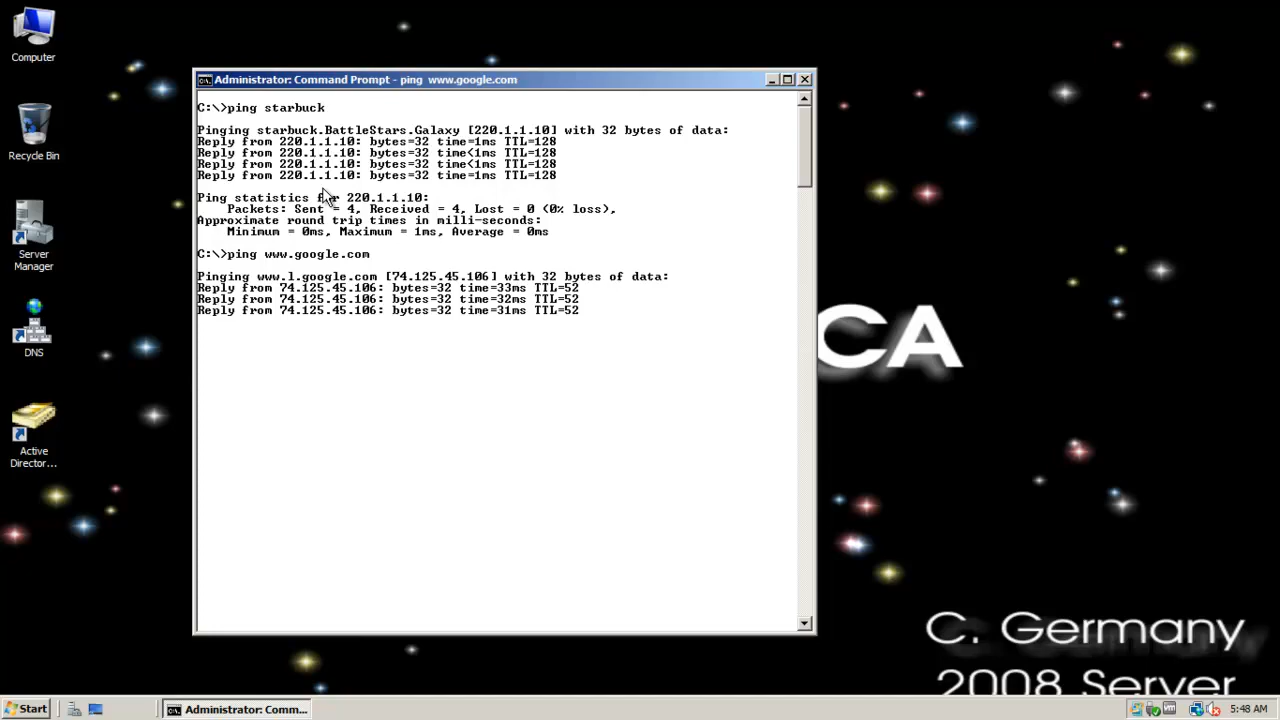 Computer
Recycle Bin
Server
Manager
DNS
Active
Director...
Administrator: Command Prompt - ping www.google.com
C:\>ping starbuck
Pinging starbuck.BattleStars.Galaxy [220.1.1.10] with 32 bytes of data:
Reply from 220.1.1.10: bytes=32 time=1ms TTL=128
Reply from 220.1.1.10: bytes=32 time<1ms TTL=128
Reply from 220.1.1.10: bytes=32 time<1ms TTL=128
Reply from 220.1.1.10: bytes=32 time=1ms TTL=128
Ping statistics for 220.1.1.10:
Packets: Sent = 4, Received = 4, Lost = 0 (0% loss),
Approximate round trip times in milli-seconds:
Minimum = 0ms, Maximum = 1ms, Average = 0ms
C:\>ping www.google.com
Pinging www.l.google.com [74.125.45.106] with 32 bytes of data:
Reply from 74.125.45.106: bytes=32 time=33ms TTL=52
Reply from 74.125.45.106: bytes=32 time=32ms TTL=52
Reply from 74.125.45.106: bytes=32 time=31ms TTL=52
CA
C. Germany
2008 Server
Start
Administrator: Comm...
5:48 AM